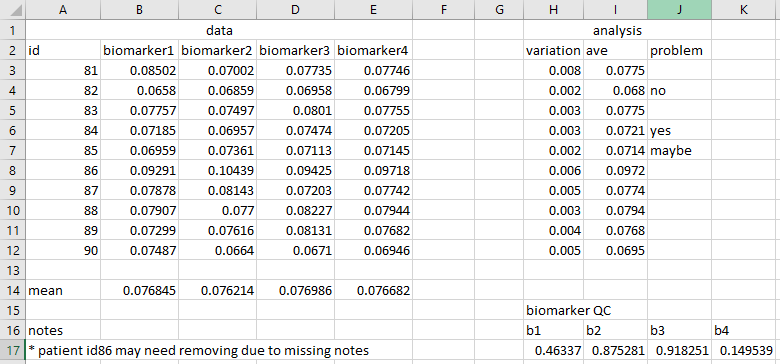 A B C D E F G H I J K
1 data analysis
2 id biomarker1 biomarker2 biomarker3 biomarker4 variation ave problem
3 81 0.08502 0.07002 0.07735 0.07746 0.008 0.0775
4 82 0.0658 0.06859 0.06958 0.06799 0.002 0.068 no
5 83 0.07757 0.07497 0.0801 0.07755 0.003 0.0775
6 84 0.07185 0.06957 0.07474 0.07205 0.003 0.0721 yes
7 85 0.06959 0.07361 0.07113 0.07145 0.002 0.0714 maybe
8 86 0.09291 0.10439 0.09425 0.09718 0.006 0.0972
9 87 0.07878 0.08143 0.07203 0.07742 0.005 0.0774
10 88 0.07907 0.077 0.08227 0.07944 0.003 0.0794
11 89 0.07299 0.07616 0.08131 0.07682 0.004 0.0768
12 90 0.07487 0.0664 0.0671 0.06946 0.005 0.0695
13
14 mean 0.076845 0.076214 0.076986 0.076682
15 biomarker QC
16 notes b1 b2 b3 b4
17 * patient id86 may need removing due to missing notes 0.46337 0.875281 0.918251 0.149539